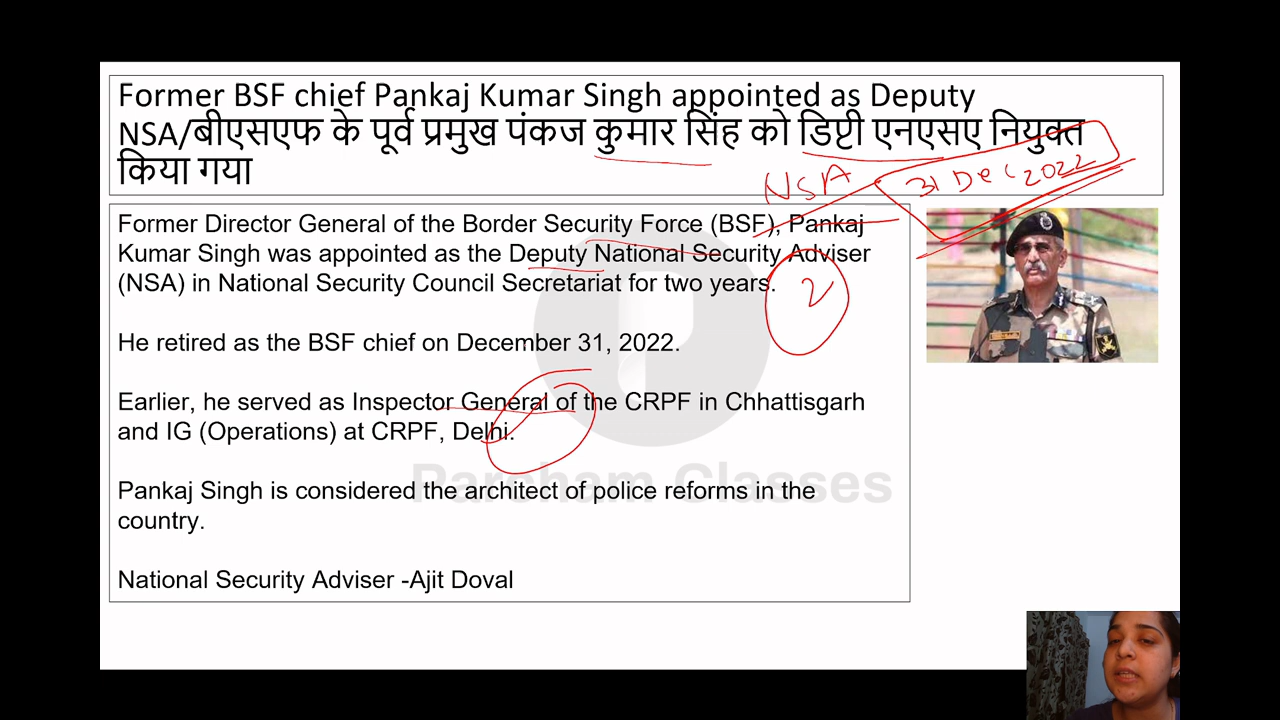 Former BSF chief Pankaj Kumar Singh appointed as Deputy
NSA/बीएसएफ के पूर्व प्रमुख पंकज कुमार सिंह को डिप्टी एनएसए नियुक्त
किया गया
NSA
31 Dec 2022
Former Director General of the Border Security Force (BSF), Pankaj
Kumar Singh was appointed as the Deputy National Security Adviser
(NSA) in National Security Council Secretariat for two years.
2
He retired as the BSF chief on December 31, 2022.
Earlier, he served as Inspector General of the CRPF in Chhattisgarh
and IG (Operations) at CRPF, Delhi.
Parcham Classes
Pankaj Singh is considered the architect of police reforms in the
country.
National Security Adviser -Ajit Doval